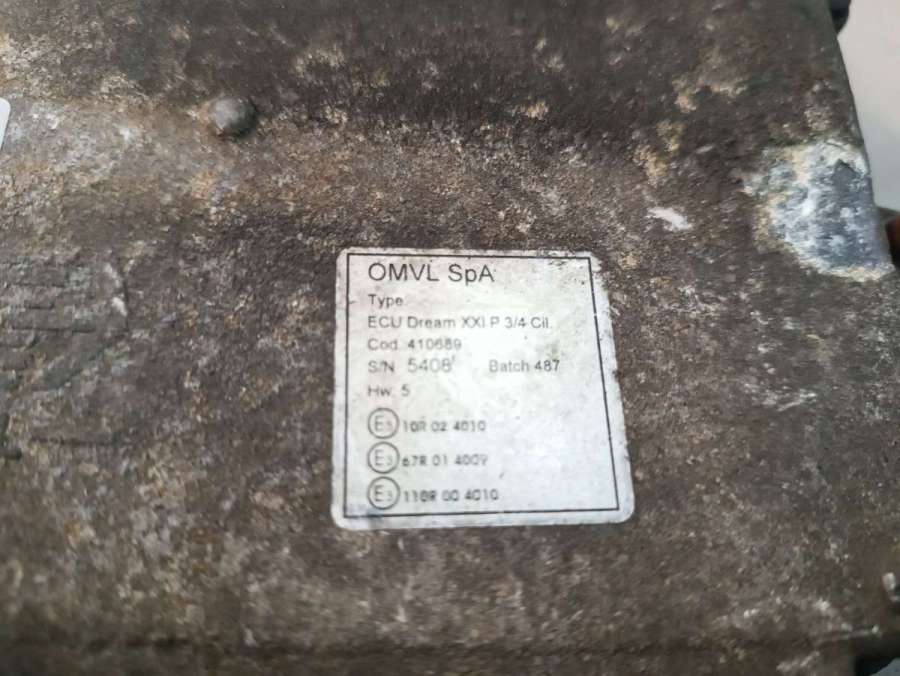 OMVL SpA
Type
ECU Dream XXI P 3/4 Cil.
Cod. 410689
S/N 5408 Batch 487
Hw. 5
E3 10R 02 4010
E3 67R 01 4009
E3 110R 00 4010